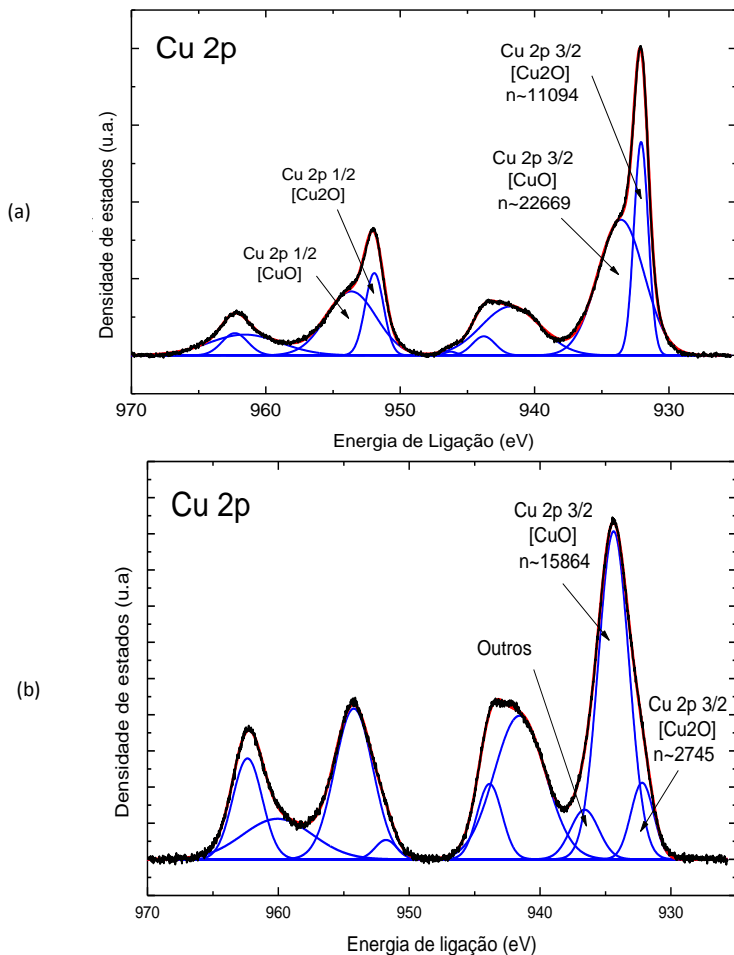 Cu 2p
Cu 2p 3/2
[Cu2O]
n~11094
Cu 2p 3/2
[CuO]
n~22669
Cu 2p 1/2
[Cu2O]
Cu 2p 1/2
[CuO]
(a)
Densidade de estados (u.a.)
970 960 950 940 930
Energia de Ligação (eV)
Cu 2p
Cu 2p 3/2
[CuO]
n~15864
Outros
Cu 2p 3/2
[Cu2O]
n~2745
(b)
Densidade de estados (u.a)
970 960 950 940 930
Energia de ligação (eV)